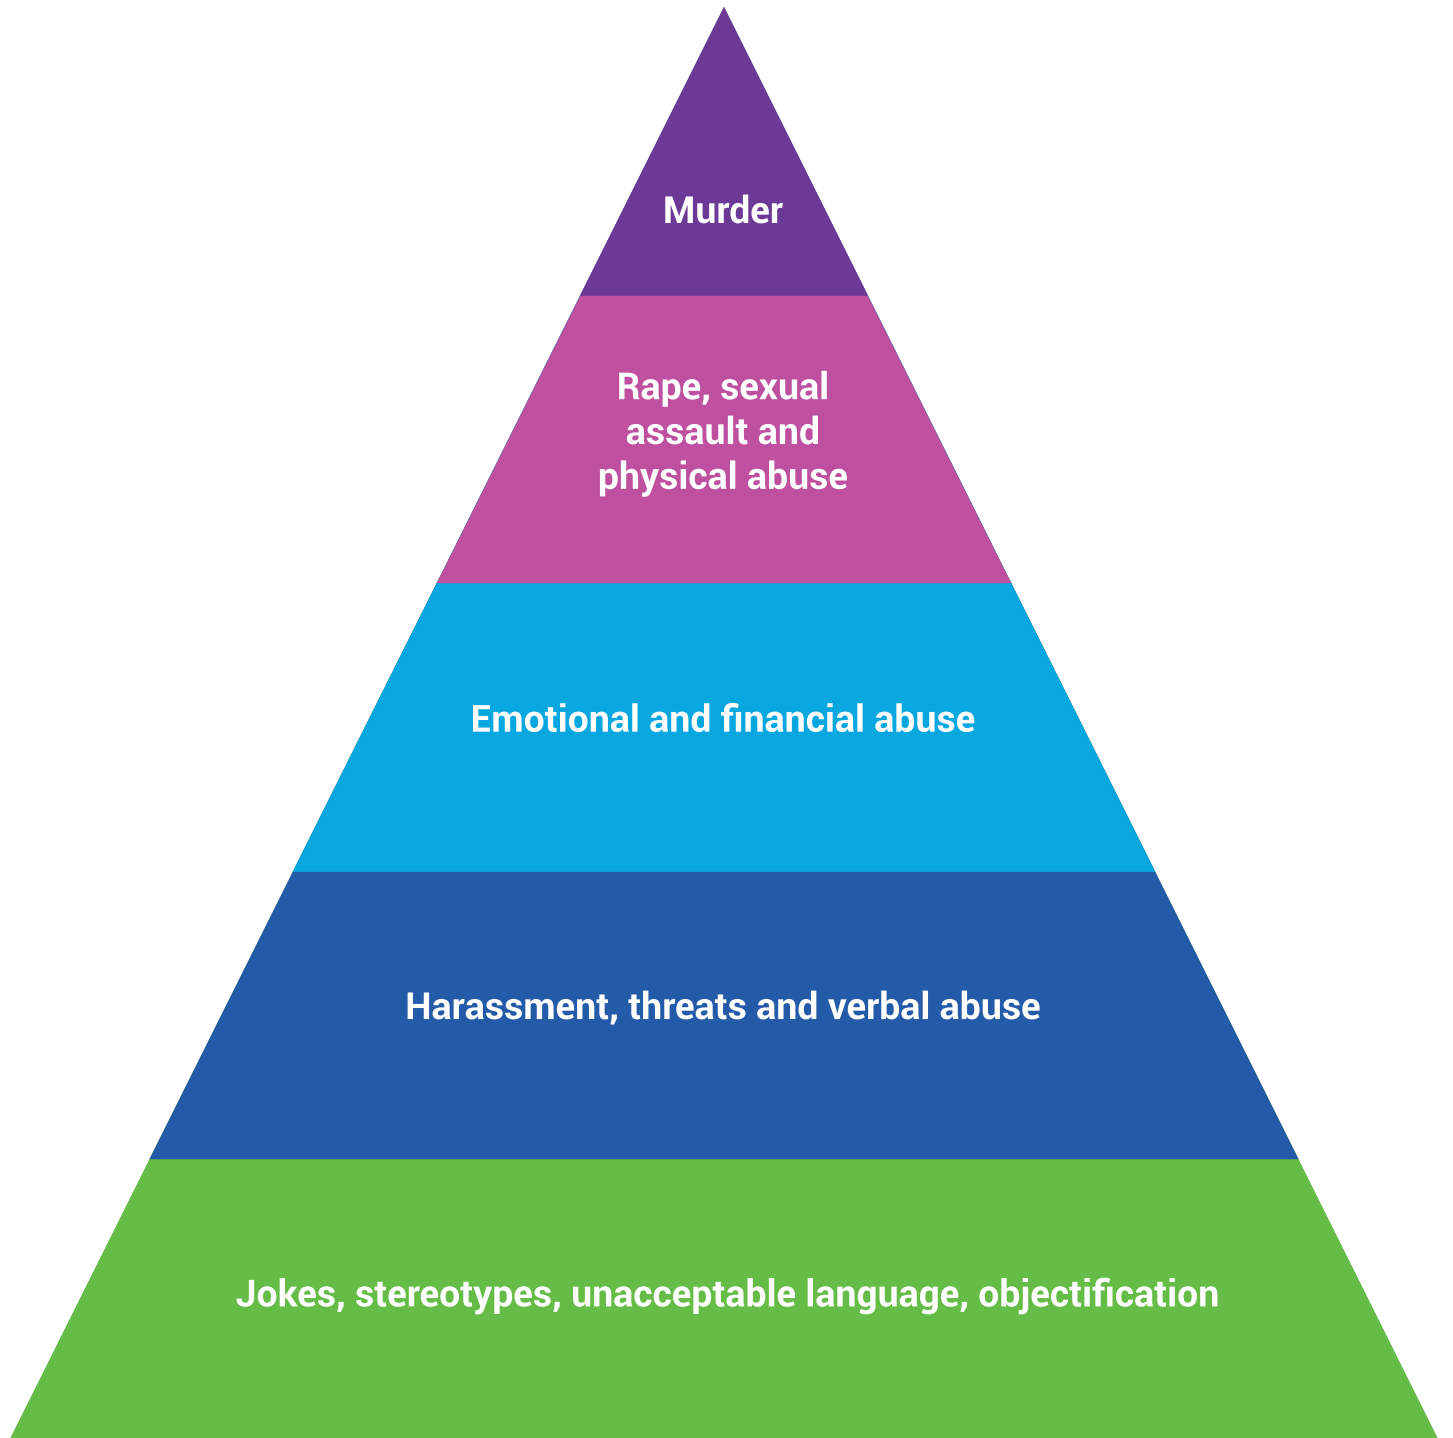 Murder
Rape, sexual
assault and
physical abuse
Emotional and financial abuse
Harassment, threats and verbal abuse
Jokes, stereotypes, unacceptable language, objectification